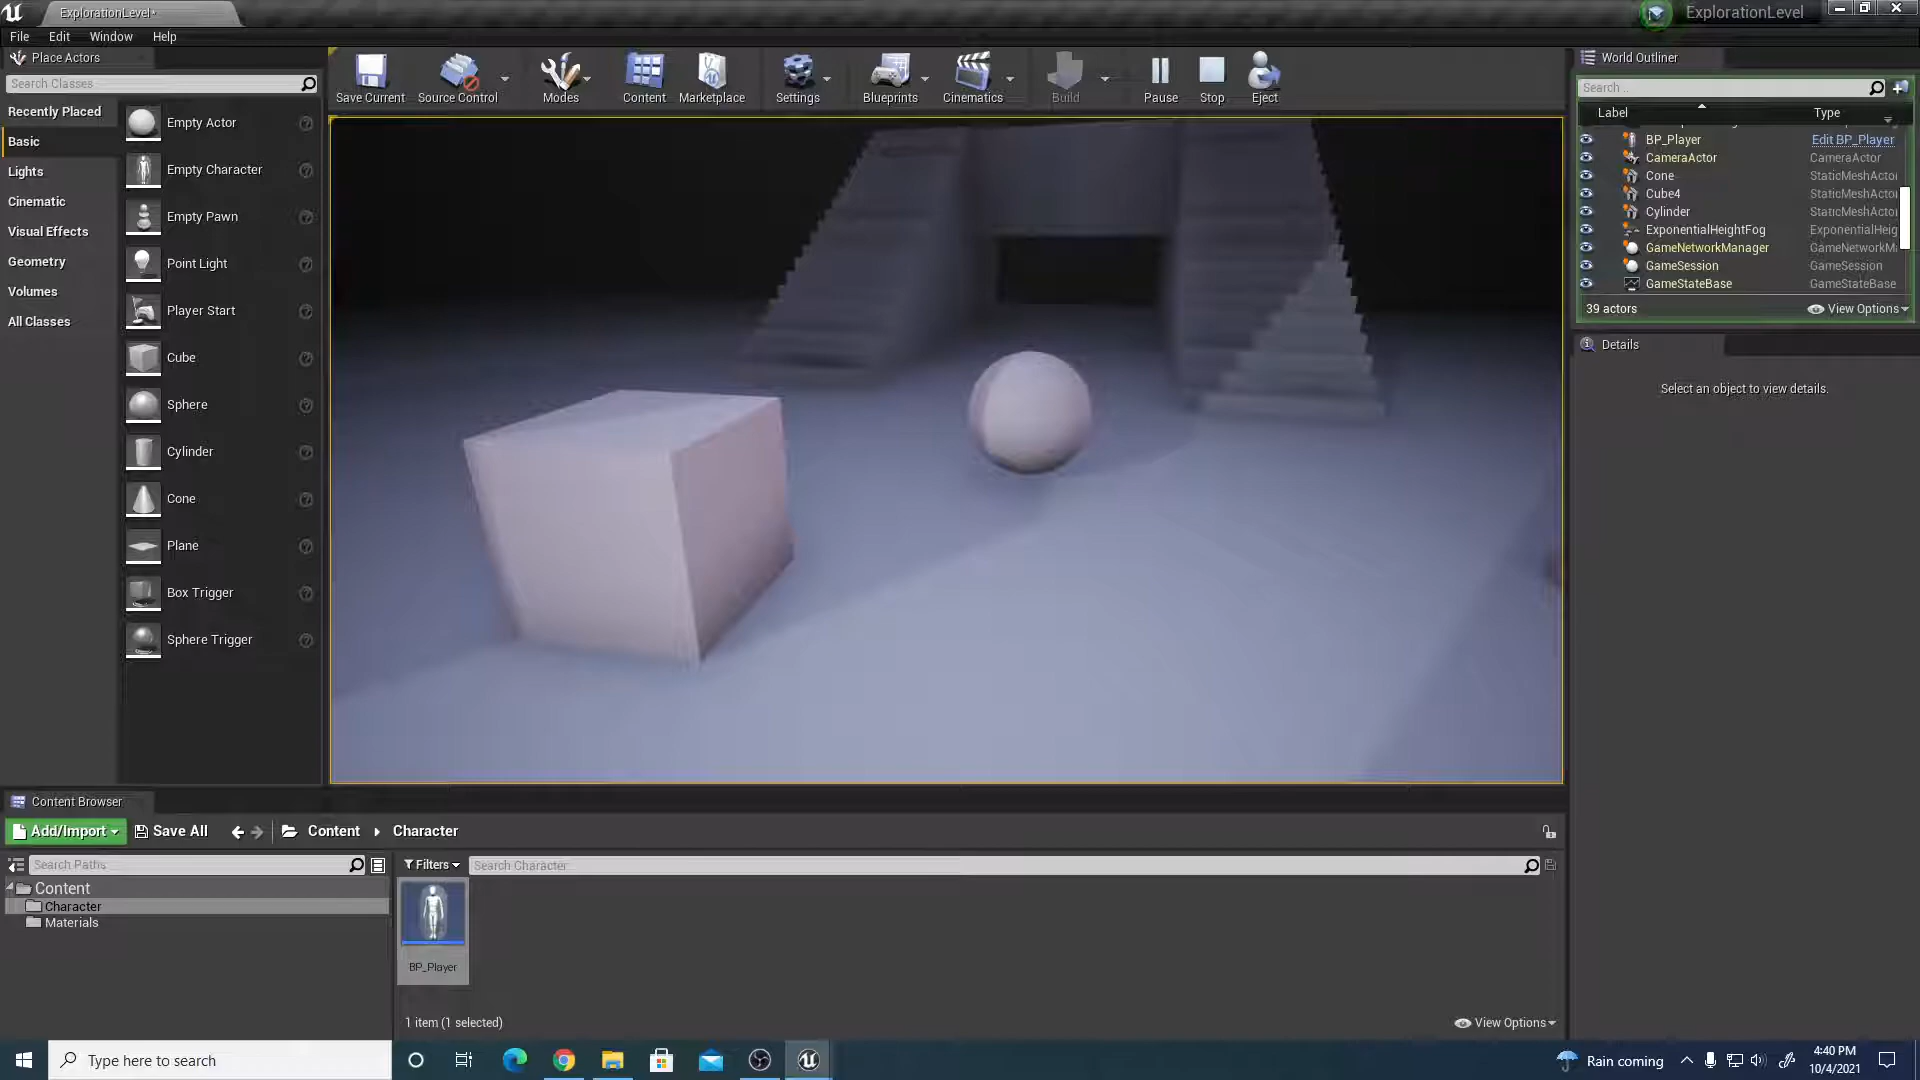 ExplorationLevel*
ExplorationLevel
File Edit Window Help
Place Actors
Search Classes
Recently Placed
Basic
Lights
Cinematic
Visual Effects
Geometry
Volumes
All Classes
Empty Actor
Empty Character
Empty Pawn
Point Light
Player Start
Cube
Sphere
Cylinder
Cone
Plane
Box Trigger
Sphere Trigger
Save Current
Source Control
Modes
Content
Marketplace
Settings
Blueprints
Cinematics
Build
Pause
Stop
Eject
World Outliner
Search...
Label Type
BP_Player Edit BP_Player
CameraActor CameraActor
Cone StaticMeshActor
Cube4 StaticMeshActor
Cylinder StaticMeshActor
ExponentialHeightFog ExponentialHeig
GameNetworkManager GameNetworkM
GameSession GameSession
GameStateBase GameStateBase
39 actors View Options
Details
Select an object to view details.
Content Browser
Add/Import Save All Content Character
Search Paths
Content
Character
Materials
Filters Search Character
BP_Player
1 item (1 selected) View Options
Type here to search
Rain coming
4:40 PM
10/4/2021